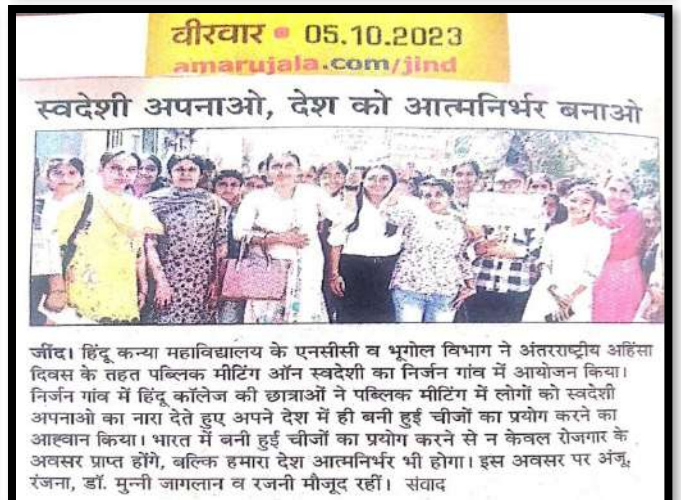 वीरवार • 05.10.2023
amarujala.com/jind
स्वदेशी अपनाओ, देश को आत्मनिर्भर बनाओ
जींद। हिंदू कन्या महाविद्यालय के एनसीसी व भूगोल विभाग ने अंतरराष्ट्रीय अहिंसा
दिवस के तहत पब्लिक मीटिंग ऑन स्वदेशी का निर्जन गांव में आयोजन किया।
निर्जन गांव में हिंदू कॉलेज की छात्राओं ने पब्लिक मीटिंग में लोगों को स्वदेशी
अपनाओ का नारा देते हुए अपने देश में ही बनी हुई चीजों का प्रयोग करने का
आह्वान किया। भारत में बनी हुई चीजों का प्रयोग करने से न केवल रोजगार के
अवसर प्राप्त होंगे, बल्कि हमारा देश आत्मनिर्भर भी होगा। इस अवसर पर अंजू,
रंजना, डॉ. मुन्नी जागलान व रजनी मौजूद रहीं। संवाद